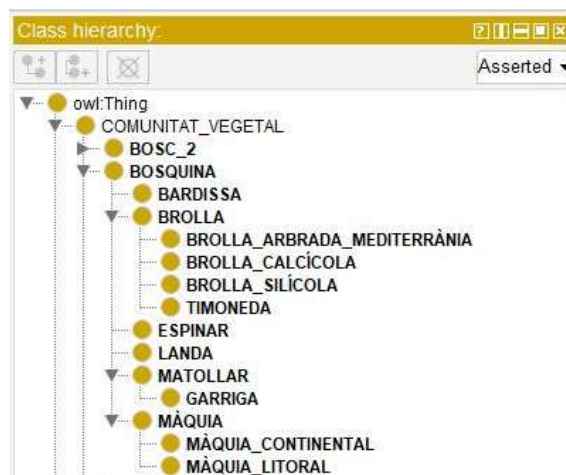 Class hierarchy:
Asserted
owl:Thing
COMUNITAT_VEGETAL
BOSC_2
BOSQUINA
BARDISSA
BROLLA
BROLLA_ARBRADA_MEDITERRÀNIA
BROLLA_CALCÍCOLA
BROLLA_SILÍCOLA
TIMONEDA
ESPINAR
LANDA
MATOLLAR
GARRIGA
MÀQUIA
MÀQUIA_CONTINENTAL
MÀQUIA_LITORAL